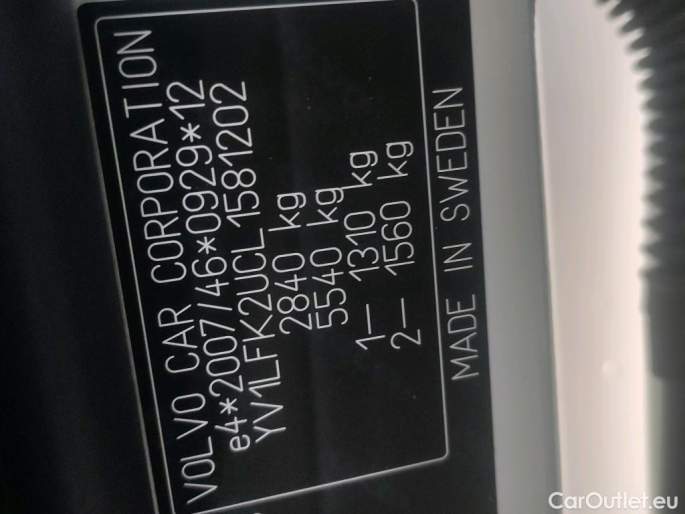 VOLVO CAR CORPORATION
e4*2007/46*0929*12
YV1LFK2UCL1581202
2840 kg
5540 kg
1– 1310 kg
2– 1560 kg
MADE IN SWEDEN
CarOutlet.eu